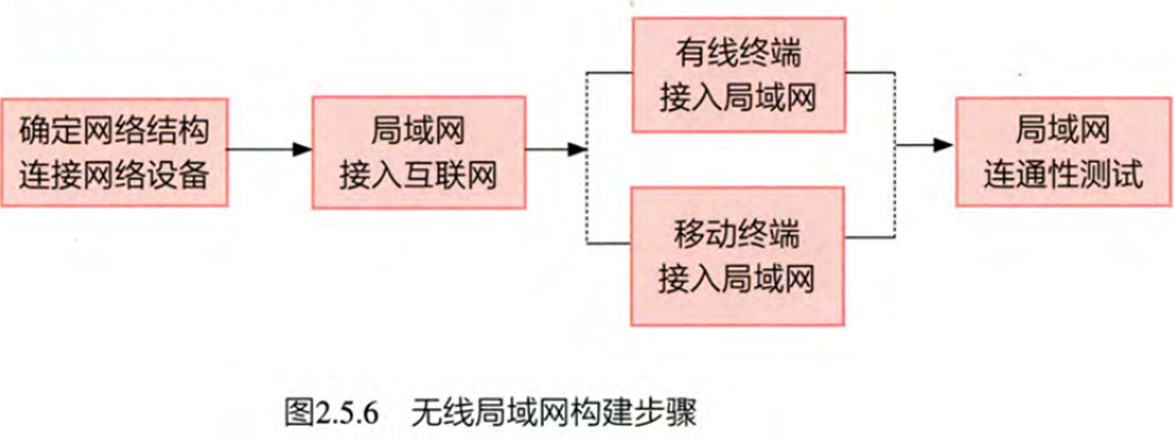 确定网络结构
连接网络设备
局域网
接入互联网
有线终端
接入局域网
移动终端
接入局域网
局域网
连通性测试
图2.5.6 无线局域网构建步骤